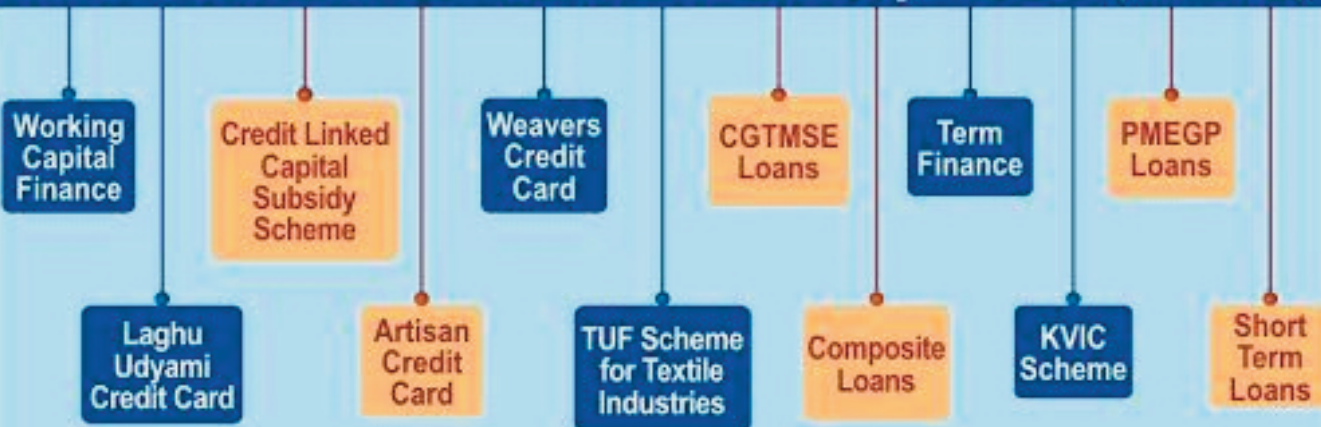 Working
Capital
Finance
Credit Linked
Capital
Subsidy
Scheme
Weavers
Credit
Card
CGTMSE
Loans
Term
Finance
PMEGP
Loans
Laghu
Udyami
Credit Card
Artisan
Credit
Card
TUF Scheme
for Textile
Industries
Composite
Loans
KVIC
Scheme
Short
Term
Loans